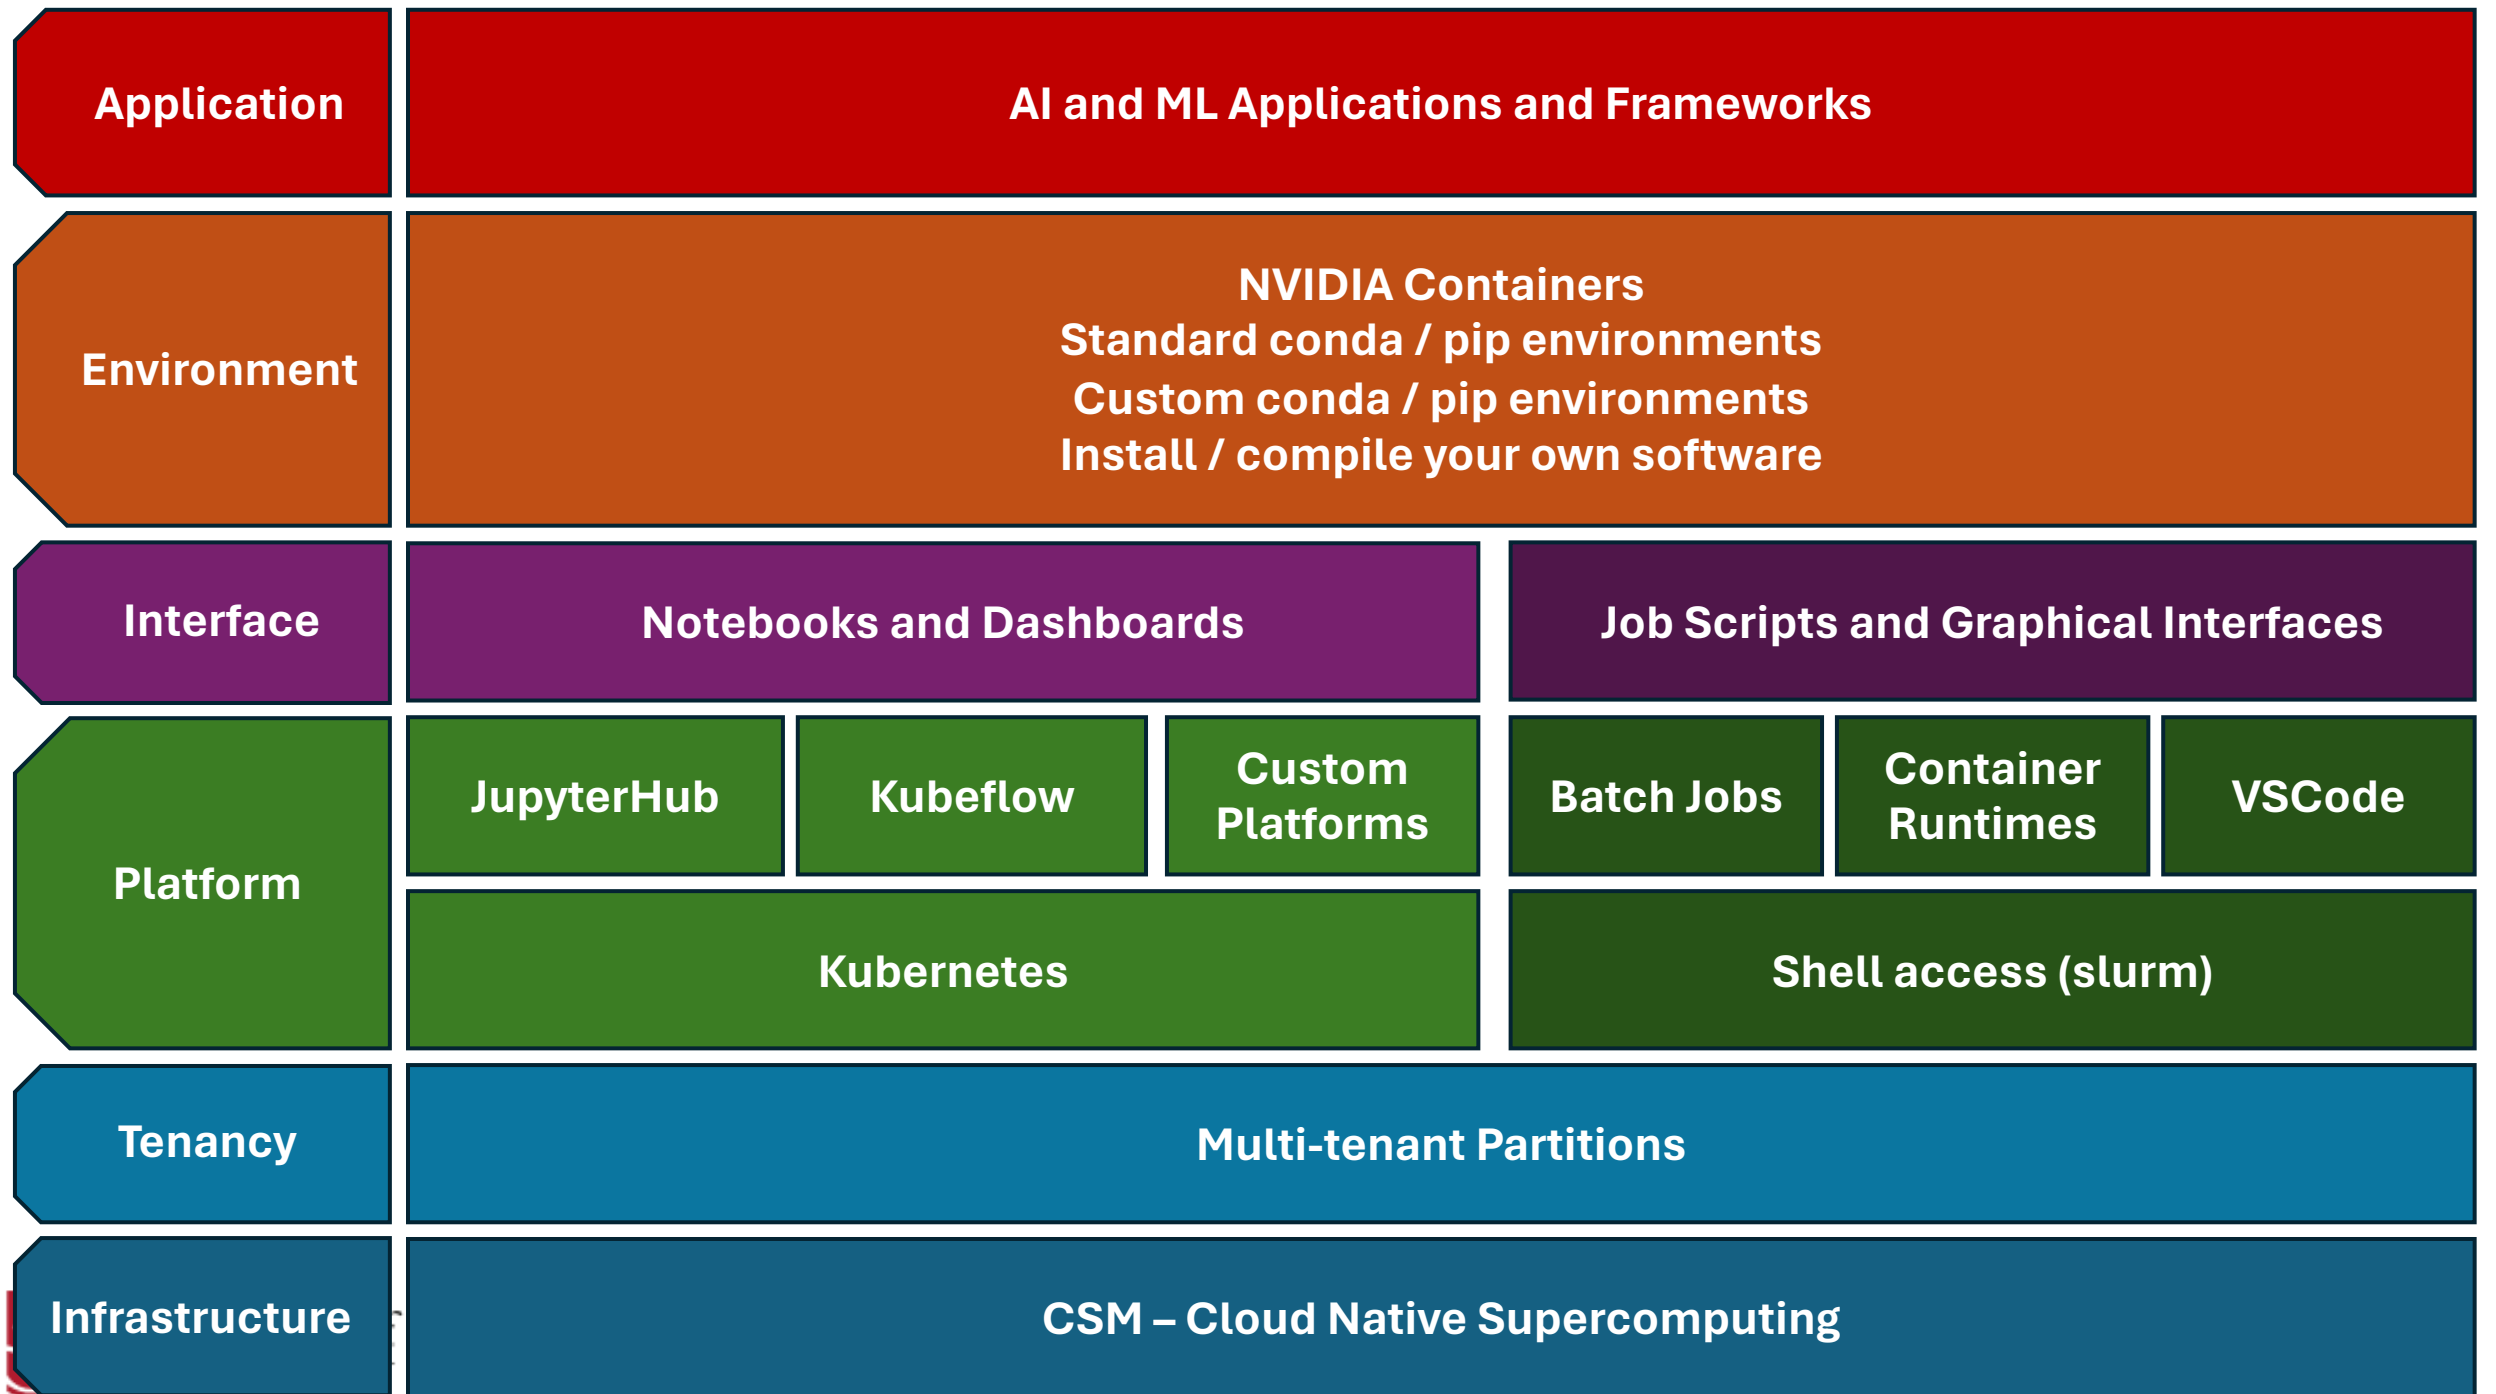 Application
AI and ML Applications and Frameworks
Environment
NVIDIA Containers
Standard conda / pip environments
Custom conda / pip environments
Install / compile your own software
Interface
Notebooks and Dashboards
Job Scripts and Graphical Interfaces
Platform
JupyterHub
Kubeflow
Custom
Platforms
Batch Jobs
Container
Runtimes
VSCode
Kubernetes
Shell access (slurm)
Tenancy
Multi-tenant Partitions
Infrastructure
CSM – Cloud Native Supercomputing